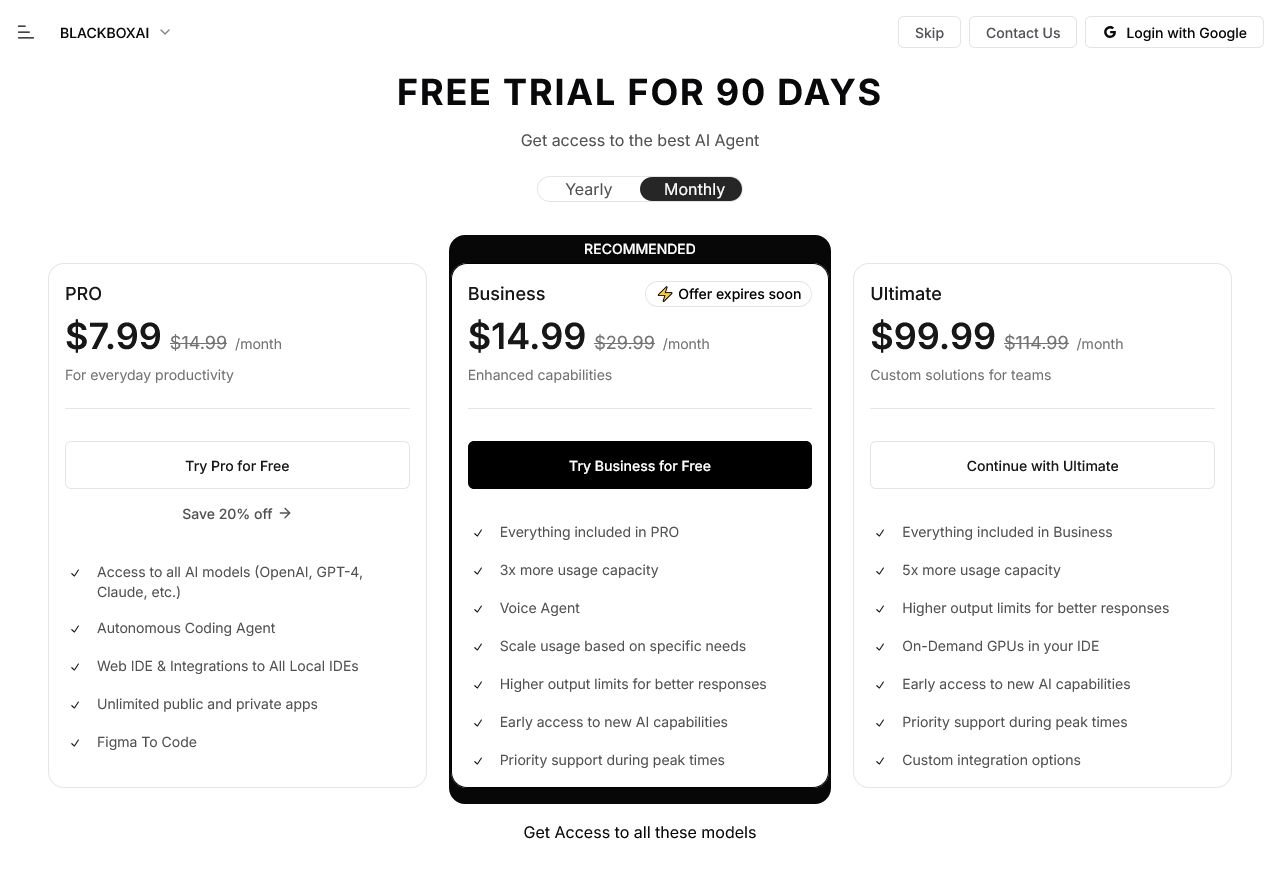 BLACKBOXAI
Skip
Contact Us
Login with Google
FREE TRIAL FOR 90 DAYS
Get access to the best AI Agent
Yearly
Monthly
PRO
$7.99 $14.99 /month
For everyday productivity
Try Pro for Free
Save 20% off →
Access to all AI models (OpenAI, GPT-4,
Claude, etc.)
Autonomous Coding Agent
Web IDE & Integrations to All Local IDEs
Unlimited public and private apps
Figma To Code
RECOMMENDED
Business
⚡ Offer expires soon
$14.99 $29.99 /month
Enhanced capabilities
Try Business for Free
Everything included in PRO
3x more usage capacity
Voice Agent
Scale usage based on specific needs
Higher output limits for better responses
Early access to new AI capabilities
Priority support during peak times
Ultimate
$99.99 $114.99 /month
Custom solutions for teams
Continue with Ultimate
Everything included in Business
5x more usage capacity
Higher output limits for better responses
On-Demand GPUs in your IDE
Early access to new AI capabilities
Priority support during peak times
Custom integration options
Get Access to all these models